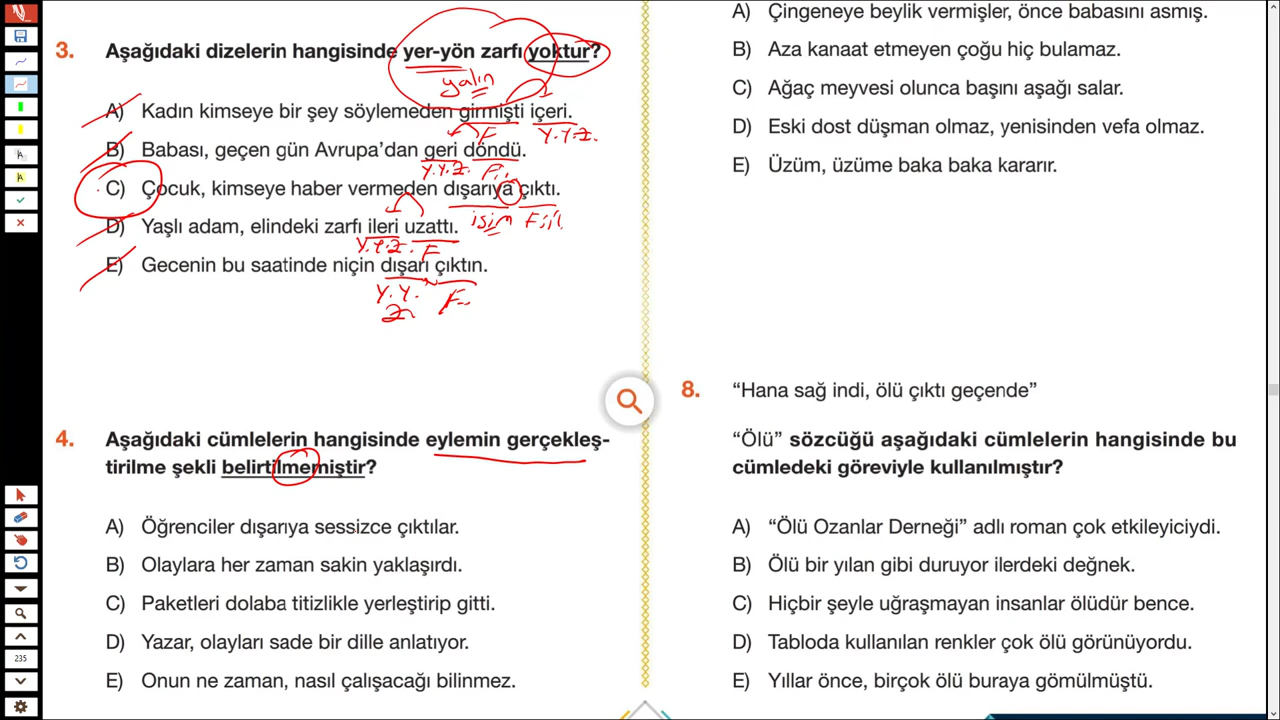 3. Aşağıdaki dizelerin hangisinde yer-yön zarfı yoktur?
yalın
A) Kadın kimseye bir şey söylemeden girmişti içeri.
F Y.Y.Z.
B) Babası, geçen gün Avrupa’dan geri döndü.
Y.Y.Z. F
C) Çocuk, kimseye haber vermeden dışarıya çıktı.
isim Fiil
D) Yaşlı adam, elindeki zarfı ileri uzattı.
Y.Y.Z. F
E) Gecenin bu saatinde niçin dışarı çıktın.
Y.Y. F
4. Aşağıdaki cümlelerin hangisinde eylemin gerçekleş-
tirilme şekli belirtilmemiştir?
A) Öğrenciler dışarıya sessizce çıktılar.
B) Olaylara her zaman sakin yaklaşırdı.
C) Paketleri dolaba titizlikle yerleştirip gitti.
D) Yazar, olayları sade bir dille anlatıyor.
E) Onun ne zaman, nasıl çalışacağı bilinmez.
A) Çingeneye beylik vermişler, önce babasını asmış.
B) Aza kanaat etmeyen çoğu hiç bulamaz.
C) Ağaç meyvesi olunca başını aşağı salar.
D) Eski dost düşman olmaz, yenisinden vefa olmaz.
E) Üzüm, üzüme baka baka kararır.
8. “Hana sağ indi, ölü çıktı geçende”
“Ölü” sözcüğü aşağıdaki cümlelerin hangisinde bu
cümledeki göreviyle kullanılmıştır?
A) “Ölü Ozanlar Derneği” adlı roman çok etkileyiciydi.
B) Ölü bir yılan gibi duruyor ilerdeki değnek.
C) Hiçbir şeyle uğraşmayan insanlar ölüdür bence.
D) Tabloda kullanılan renkler çok ölü görünüyordu.
E) Yıllar önce, birçok ölü buraya gömülmüştü.
235